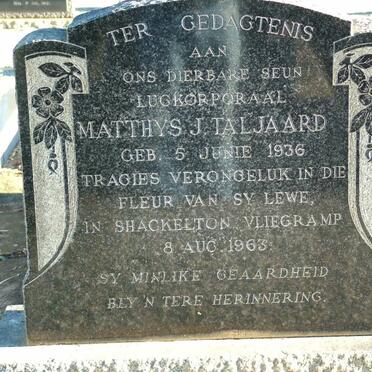 TER GEDAGTENIS
AAN
ONS DIERBARE SEUN
LUGKORPORAAL
MATTHYS J. TALJAARD
GEB. 5 JUNIE 1936
TRAGIES VERONGELUK IN DIE
FLEUR VAN SY LEWE,
IN SHACKELTON VLIEGRAMP
8 AUG. 1963.
SY MINLIKE GEAARDHEID
BLY 'N TERE HERINNERING.